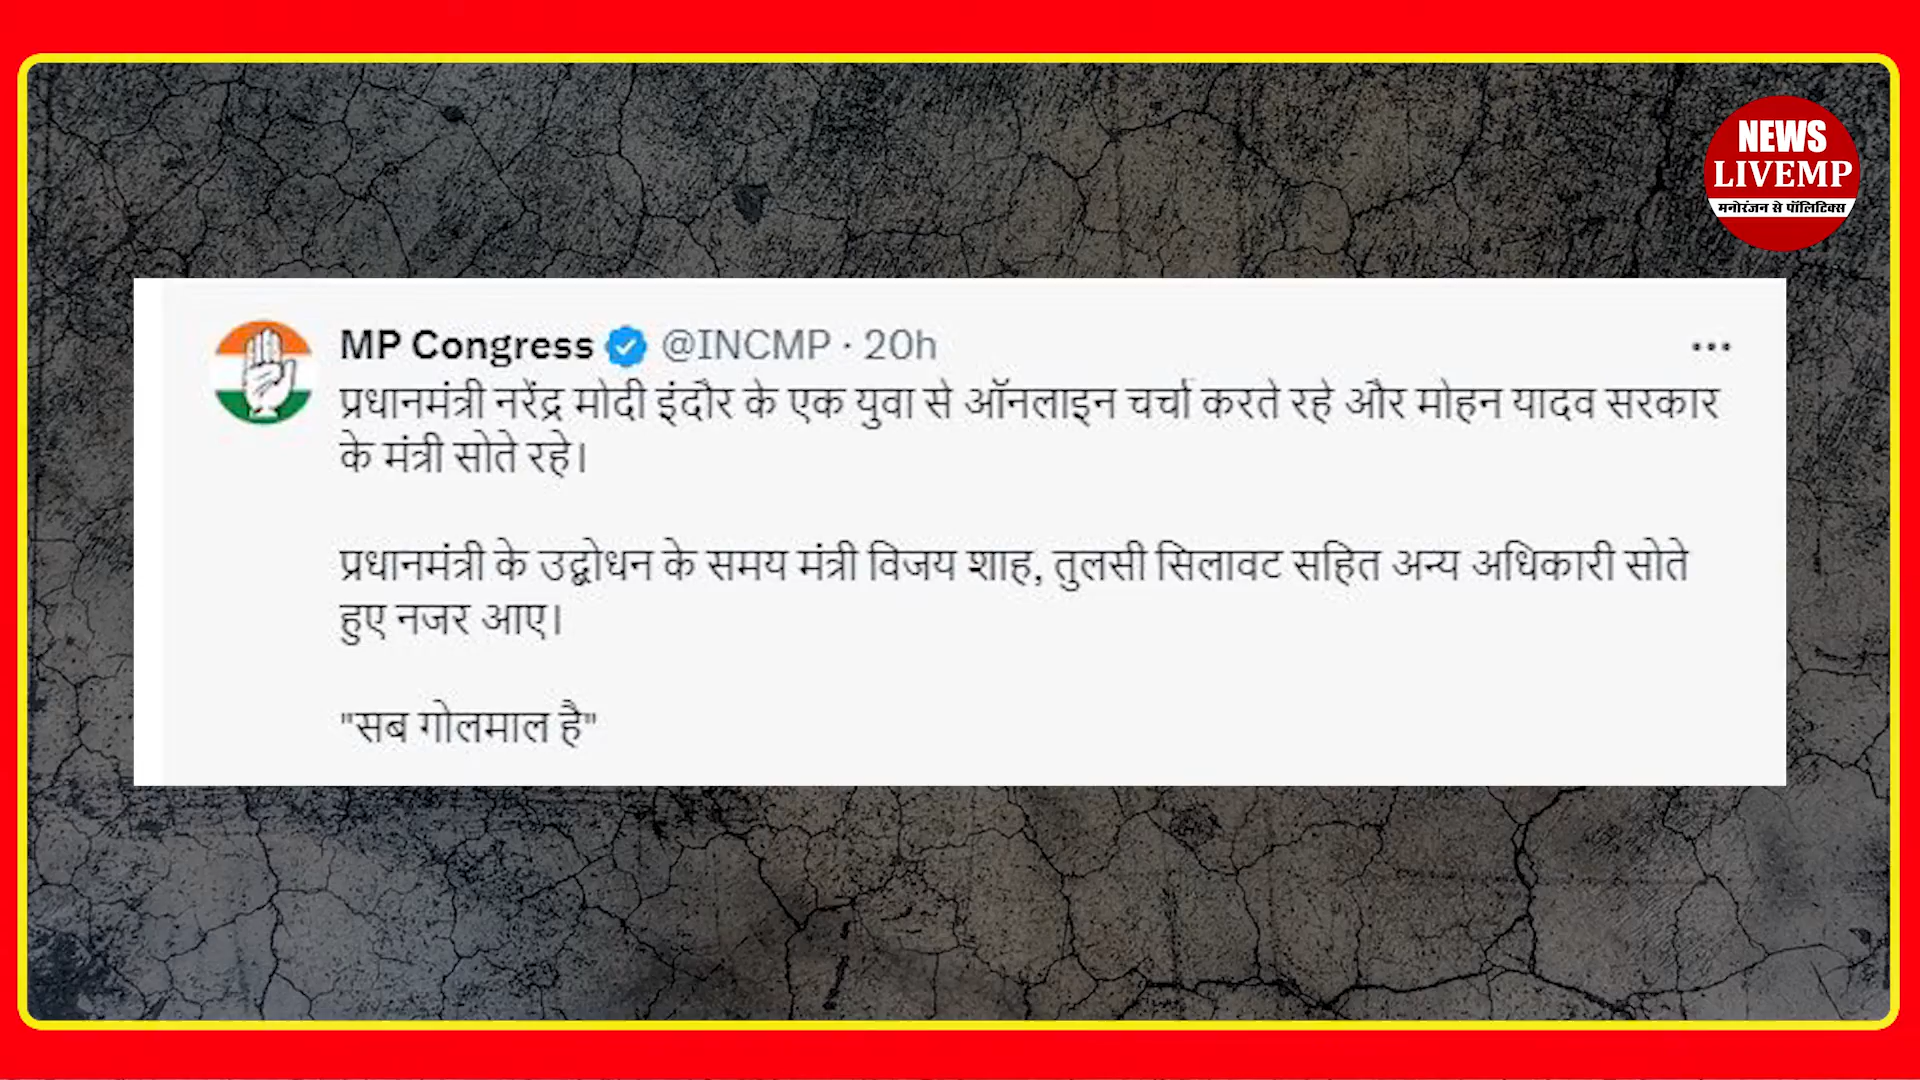 NEWS
LIVEMP
मनोरंजन से पॉलिटिक्स
MP Congress @INCMP · 20h
प्रधानमंत्री नरेंद्र मोदी इंदौर के एक युवा से ऑनलाइन चर्चा करते रहे और मोहन यादव सरकार
के मंत्री सोते रहे।
प्रधानमंत्री के उद्बोधन के समय मंत्री विजय शाह, तुलसी सिलावट सहित अन्य अधिकारी सोते
हुए नजर आए।
"सब गोलमाल है"